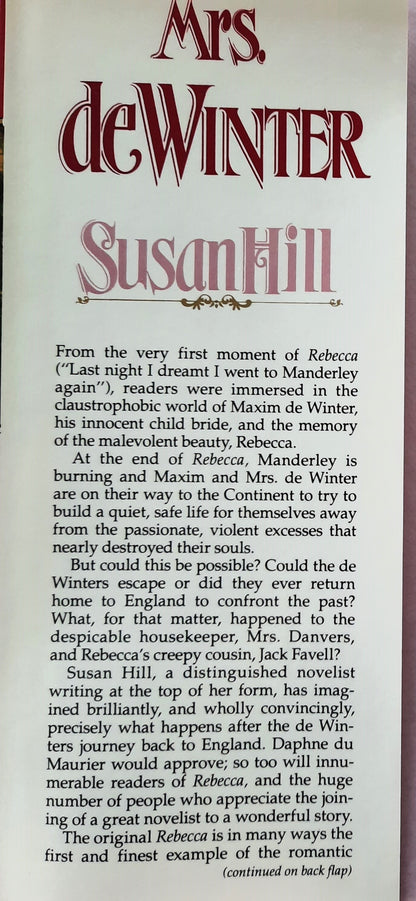 Mrs.
deWINTER
Susan Hill
From the very first moment of Rebecca
("Last night I dreamt I went to Manderley
again"), readers were immersed in the
claustrophobic world of Maxim de Winter,
his innocent child bride, and the memory
of the malevolent beauty, Rebecca.
At the end of Rebecca, Manderley is
burning and Maxim and Mrs. de Winter
are on their way to the Continent to try to
build a quiet, safe life for themselves away
from the passionate, violent excesses that
nearly destroyed their souls.
But could this be possible? Could the de
Winters escape or did they ever return
home to England to confront the past?
What, for that matter, happened to the
despicable housekeeper, Mrs. Danvers,
and Rebecca's creepy cousin, Jack Favell?
Susan Hill, a distinguished novelist
writing at the top of her form, has imag-
ined brilliantly, and wholly convincingly,
precisely what happens after the de Win-
ters journey back to England. Daphne du
Maurier would approve; so too will innu-
merable readers of Rebecca, and the huge
number of people who appreciate the join-
ing of a great novelist to a wonderful story.
The original Rebecca is in many ways the
first and finest example of the romantic
(continued on back flap)